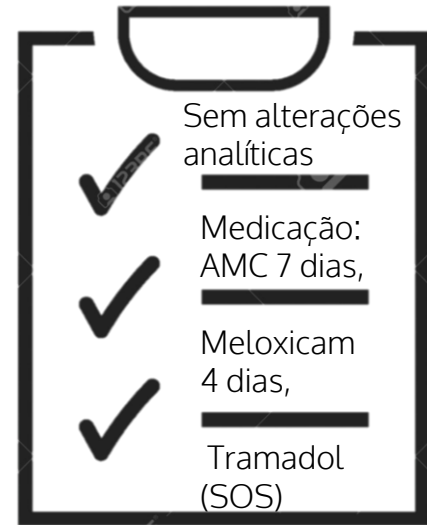 Sem alterações
analíticas
Medicação:
AMC 7 dias,
Meloxicam
4 dias,
Tramadol
(SOS)